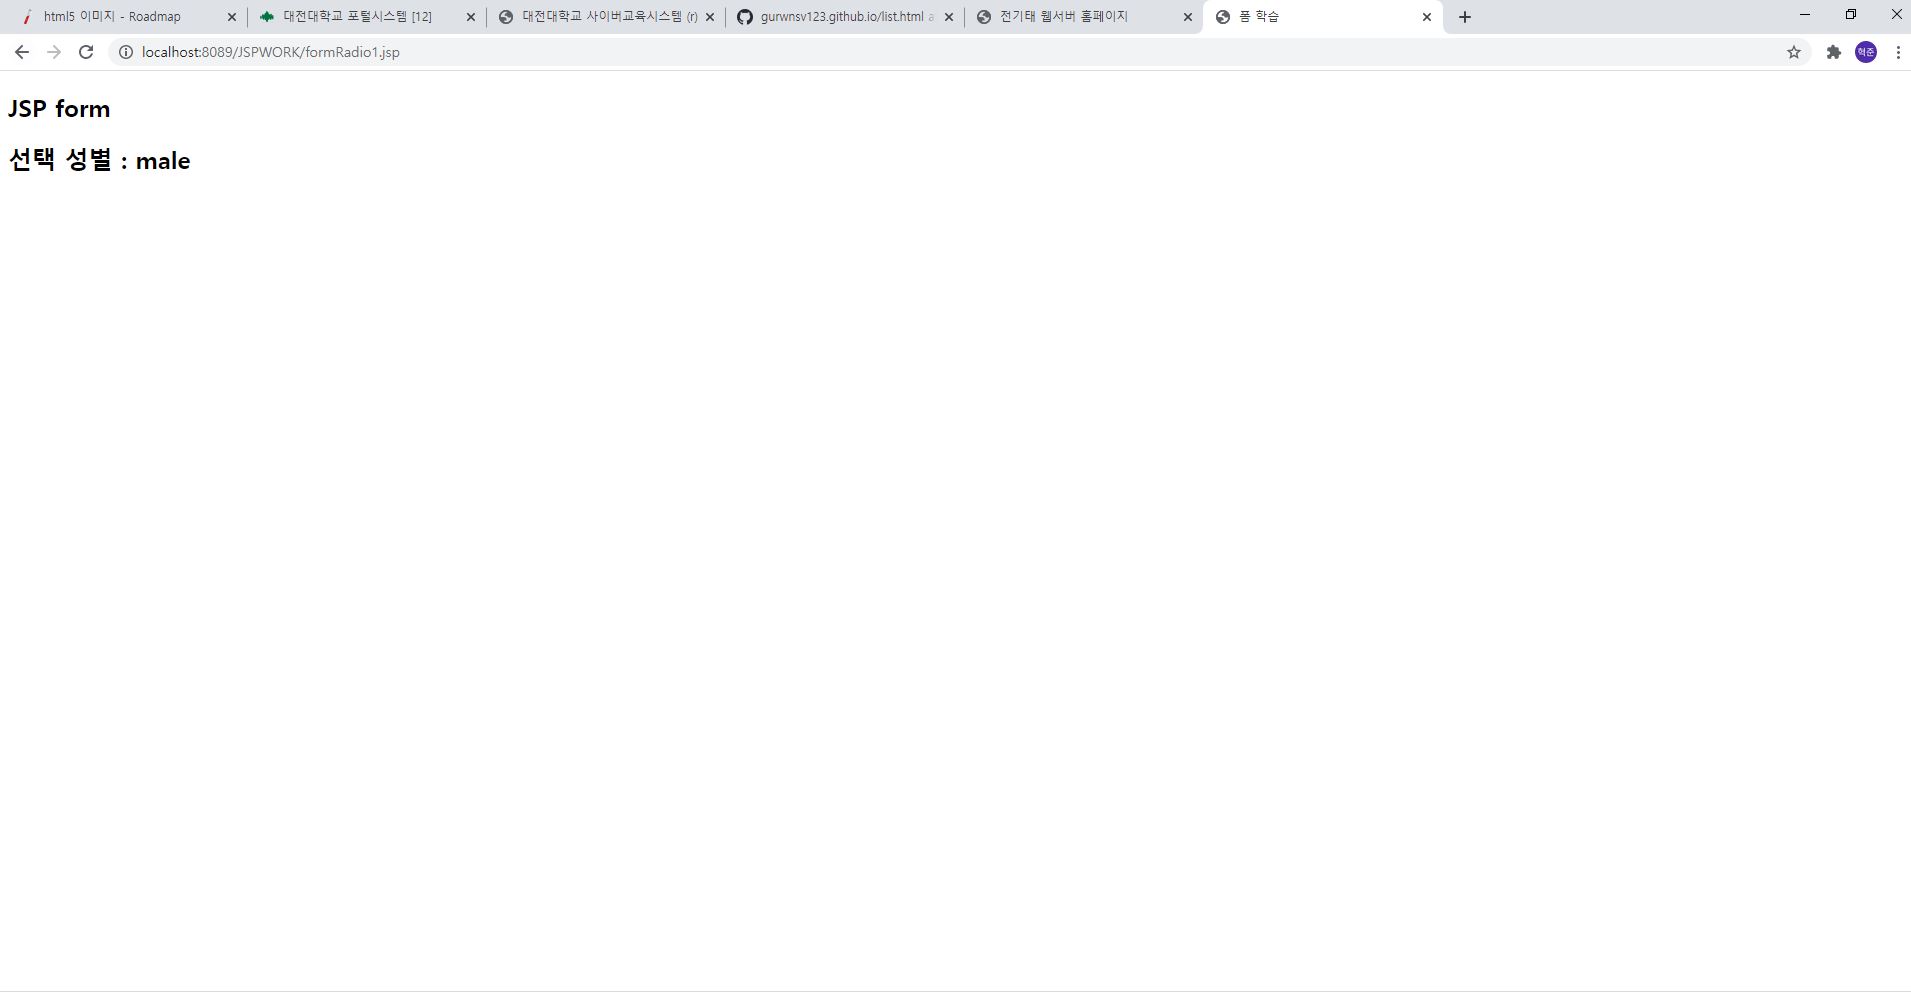 html5 이미지 - Roadmap
대전대학교 포털시스템 [12]
대전대학교 사이버교육시스템 (r)
gurwnsv123.github.io/list.html a
전기태 웹서버 홈페이지
폼 학습
localhost:8089/JSPWORK/formRadio1.jsp
혁준
JSP form
선택 성별 : male